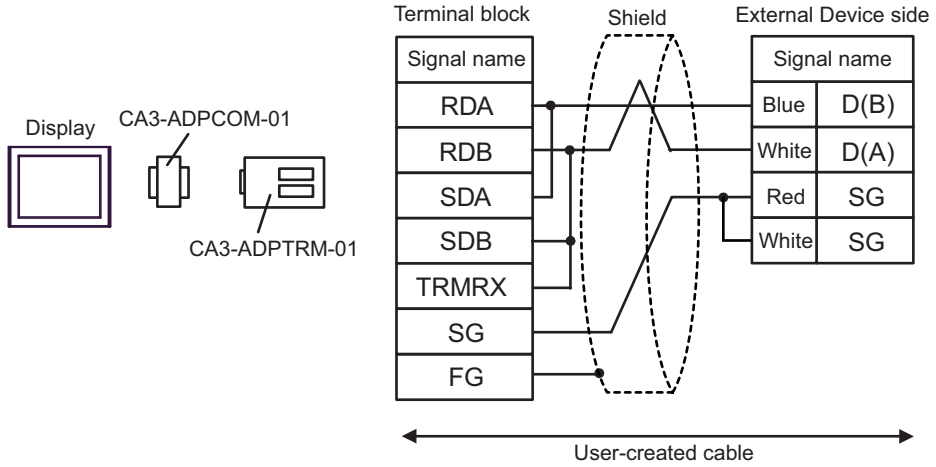 Display
CA3-ADPCOM-01
CA3-ADPTRM-01
Terminal block
Signal name
RDA
RDB
SDA
SDB
TRMRX
SG
FG
Shield
External Device side
Signal name
Blue D(B)
White D(A)
Red SG
White SG
User-created cable